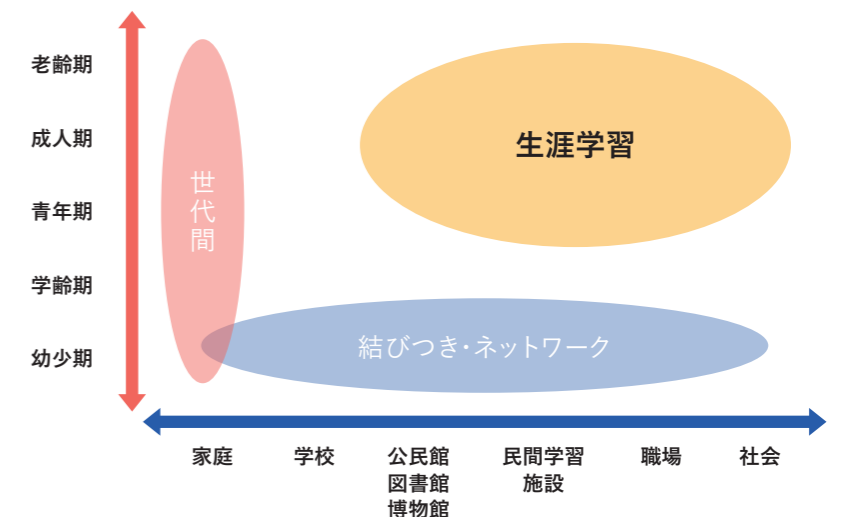 老齢期
成人期
青年期
学齢期
幼少期
世代間
生涯学習
結びつき・ネットワーク
家庭
学校
公民館
図書館
博物館
民間学習
施設
職場
社会